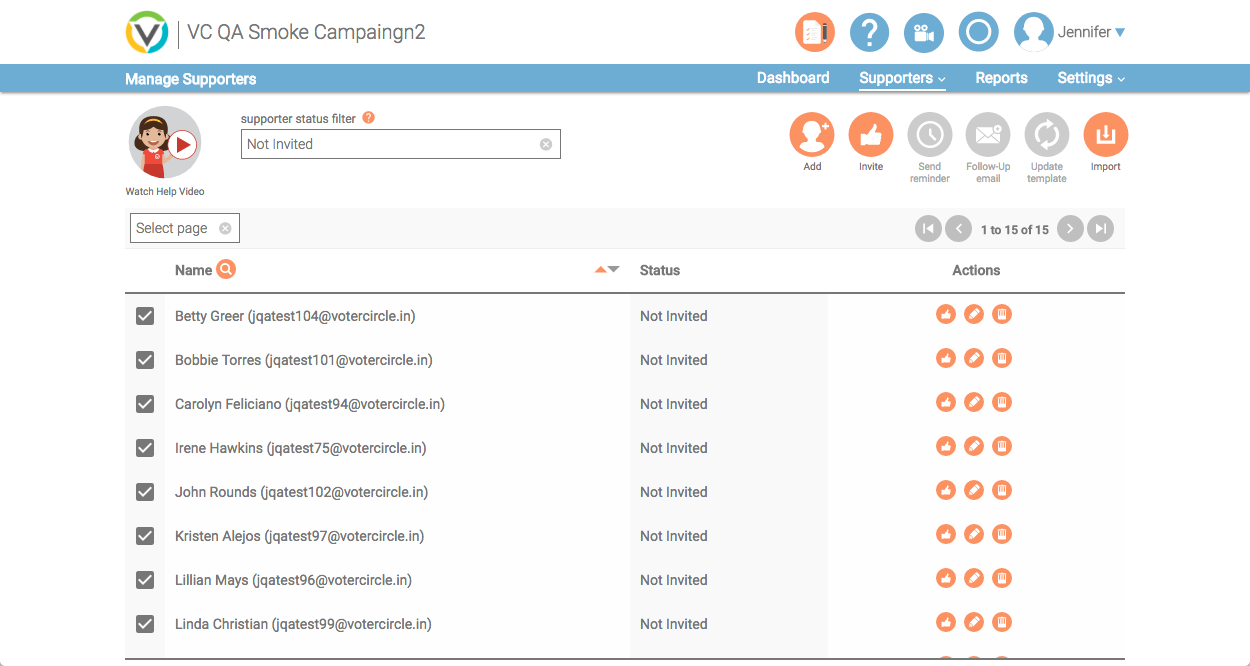 VC QA Smoke Campaingn2
Jennifer
Manage Supporters
Dashboard Supporters Reports Settings
Watch Help Video
supporter status filter ?
Not Invited
Add
Invite
Send
reminder
Follow-Up
email
Update
template
Import
Select page
1 to 15 of 15
Name Status Actions
Betty Greer (jqatest104@votercircle.in) Not Invited
Bobbie Torres (jqatest101@votercircle.in) Not Invited
Carolyn Feliciano (jqatest94@votercircle.in) Not Invited
Irene Hawkins (jqatest75@votercircle.in) Not Invited
John Rounds (jqatest102@votercircle.in) Not Invited
Kristen Alejos (jqatest97@votercircle.in) Not Invited
Lillian Mays (jqatest96@votercircle.in) Not Invited
Linda Christian (jqatest99@votercircle.in) Not Invited